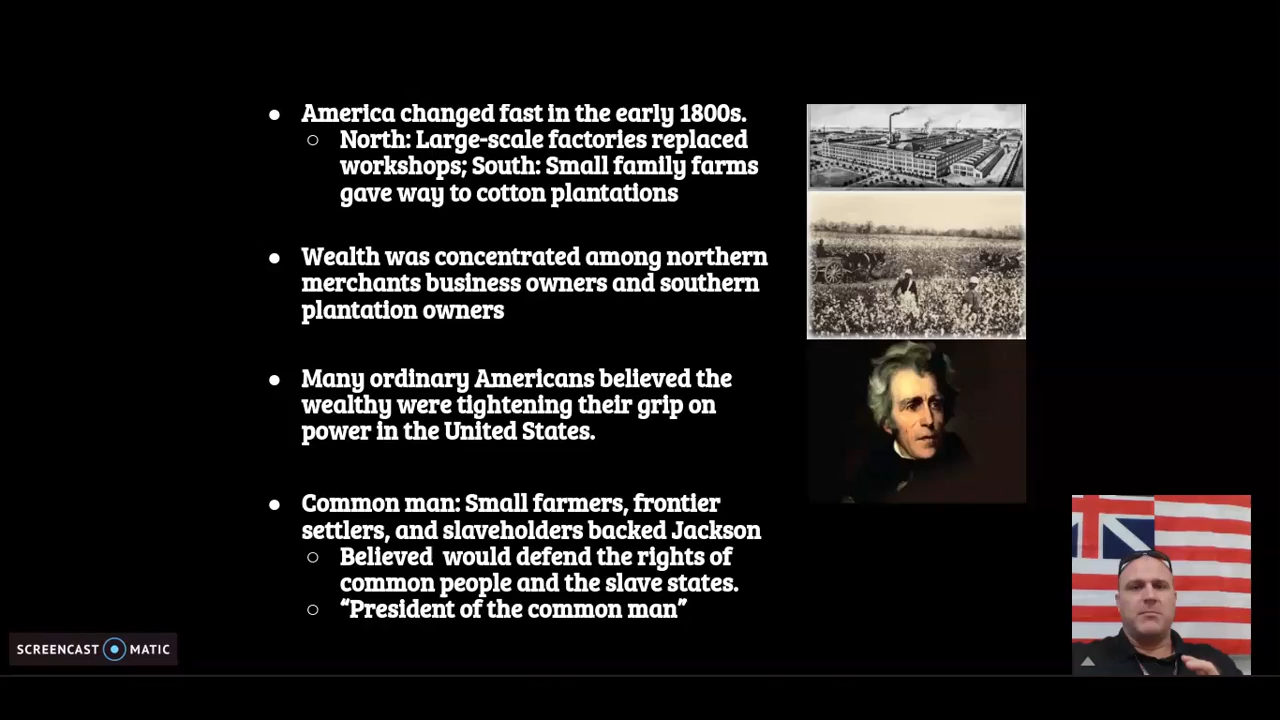 ● America changed fast in the early 1800s.
○ North: Large-scale factories replaced
workshops; South: Small family farms
gave way to cotton plantations
● Wealth was concentrated among northern
merchants business owners and southern
plantation owners
● Many ordinary Americans believed the
wealthy were tightening their grip on
power in the United States.
● Common man: Small farmers, frontier
settlers, and slaveholders backed Jackson
○ Believed  would defend the rights of
common people and the slave states.
○ “President of the common man”
SCREENCAST MATIC